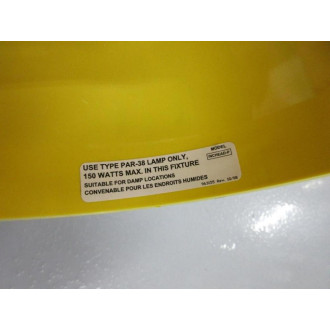 USE TYPE PAR-38 LAMP ONLY,
150 WATTS MAX. IN THIS FIXTURE
SUITABLE FOR DAMP LOCATIONS
CONVENABLE POUR LES ENDROITS HUMIDES
MODEL